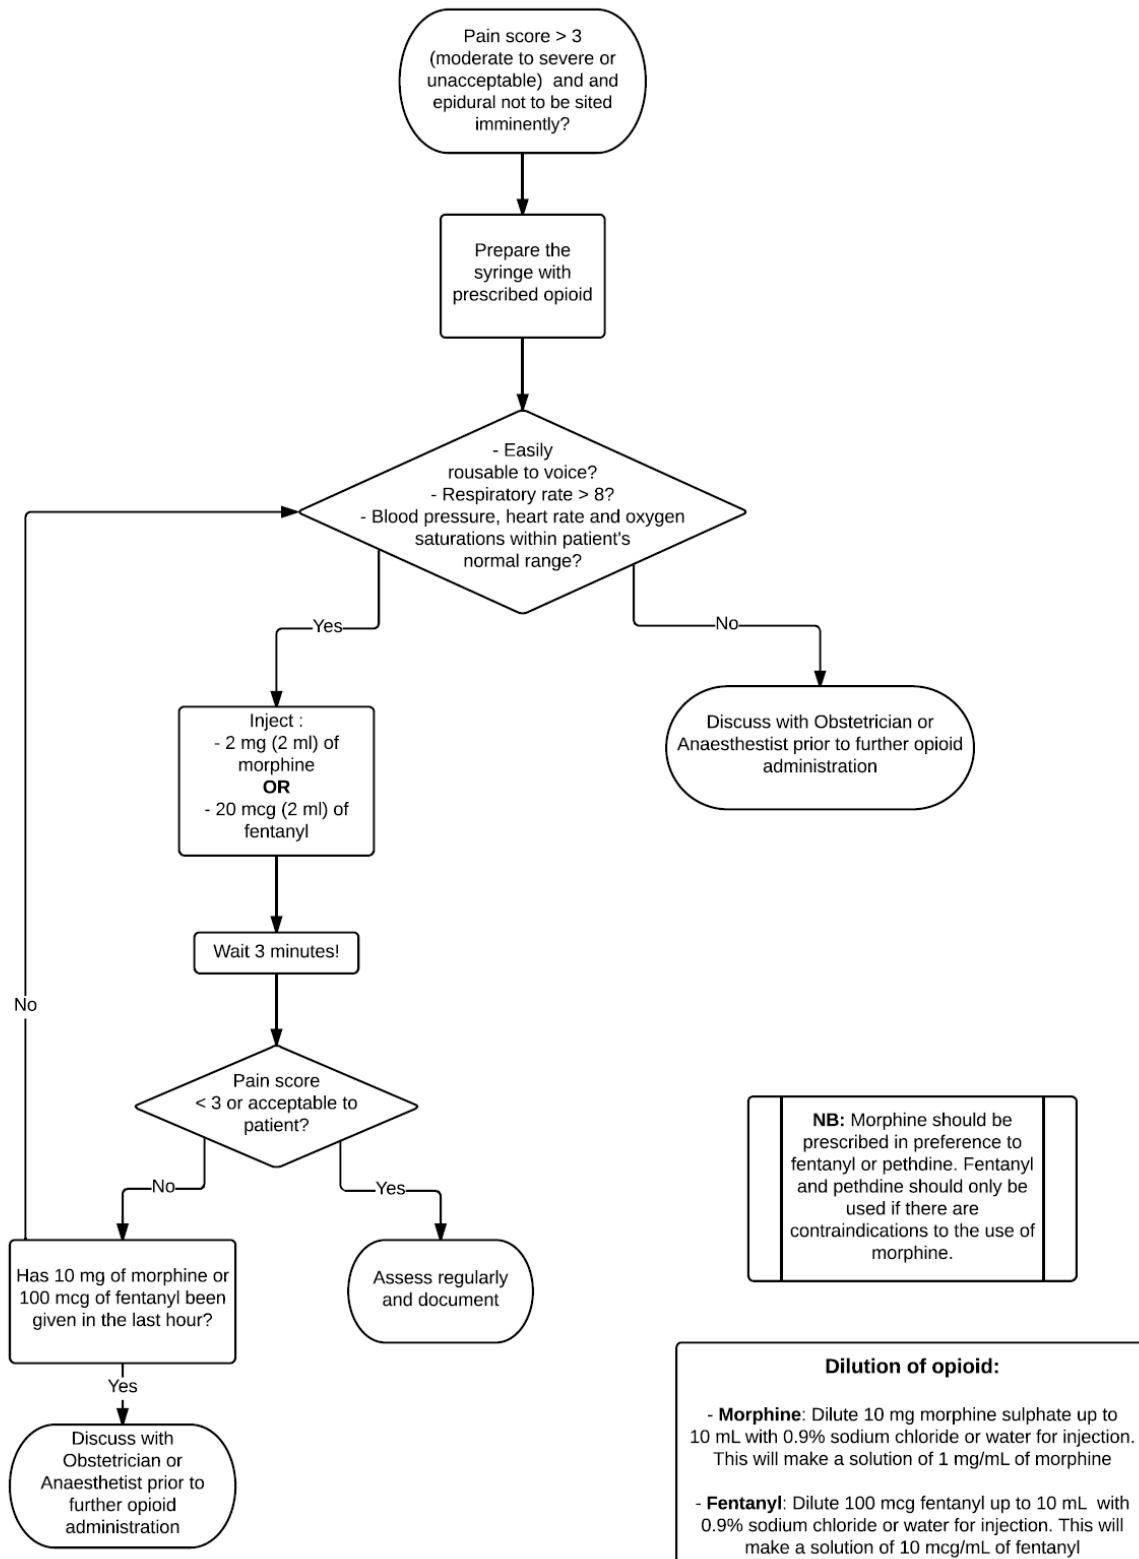 Pain score > 3
(moderate to severe or
unacceptable) and and
epidural not to be sited
imminently?
Prepare the
syringe with
prescribed opioid
- Easily
rousable to voice?
- Respiratory rate > 8?
- Blood pressure, heart rate and oxygen
saturations within patient's
normal range?
Yes
No
Inject :
- 2 mg (2 ml) of
morphine
OR
- 20 mcg (2 ml) of
fentanyl
Discuss with Obstetrician or
Anaesthestist prior to further opioid
administration
Wait 3 minutes!
No
Pain score
< 3 or acceptable to
patient?
No
Yes
Has 10 mg of morphine or
100 mcg of fentanyl been
given in the last hour?
Assess regularly
and document
Yes
Discuss with
Obstetrician or
Anaesthetist prior to
further opioid
administration
NB: Morphine should be
prescribed in preference to
fentanyl or pethdine. Fentanyl
and pethdine should only be
used if there are
contraindications to the use of
morphine.
Dilution of opioid:
- Morphine: Dilute 10 mg morphine sulphate up to
10 mL with 0.9% sodium chloride or water for injection.
This will make a solution of 1 mg/mL of morphine
- Fentanyl: Dilute 100 mcg fentanyl up to 10 mL with
0.9% sodium chloride or water for injection. This will
make a solution of 10 mcg/mL of fentanyl